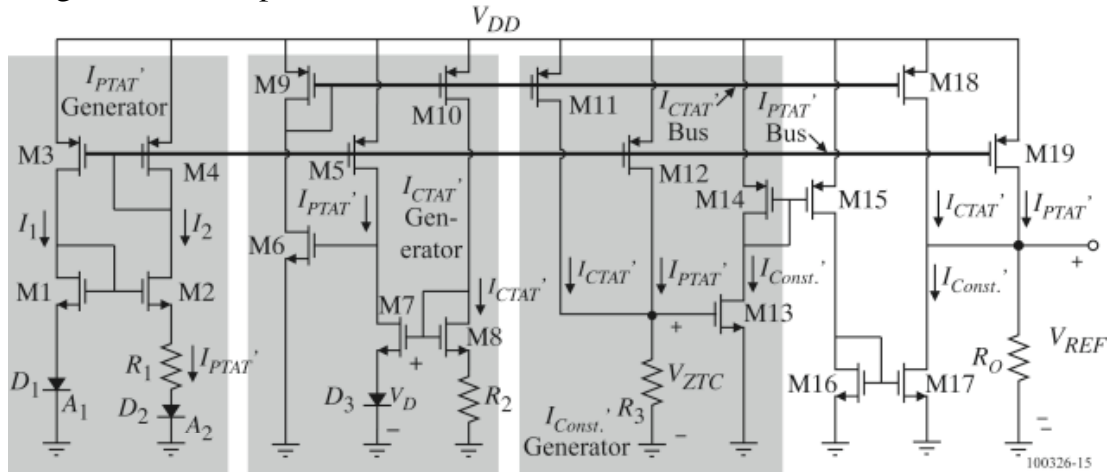 V_DD
I_PTAT'
Generator
M3
M4
I_1
I_2
M1
M2
R_1
I_PTAT'
D_1
A_1
D_2
A_2
M9
M10
M5
I_PTAT'
I_CTAT'
Gen-
erator
M6
M7
M8
I_CTAT'
+
D_3
V_D
−
R_2
M11
I_CTAT'
Bus
I_PTAT'
Bus
M12
M14
M15
I_CTAT'
I_PTAT'
I_Const.'
+
M13
V_ZTC
R_3
−
I_Const.'
Generator
M18
M19
I_CTAT'
I_PTAT'
+
I_Const.'
M16
M17
R_O
V_REF
−
100326-15